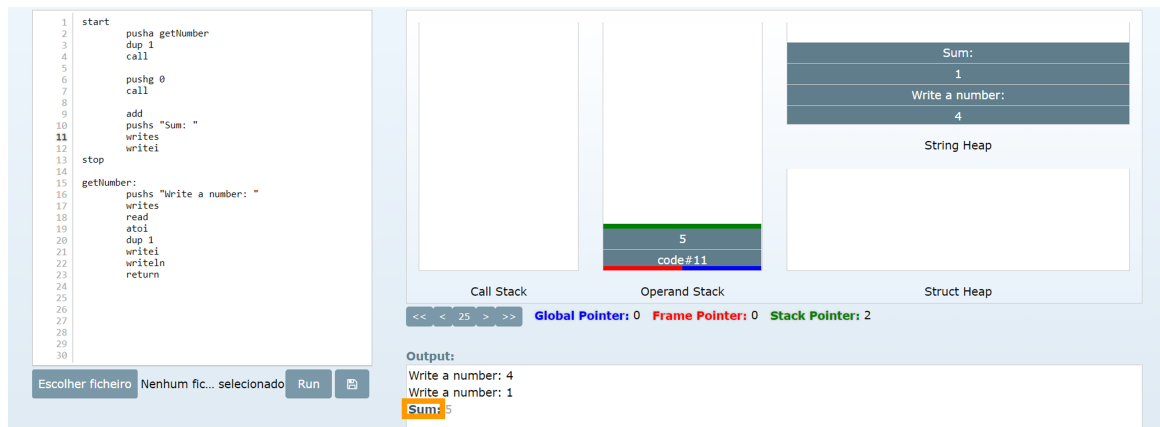 1 start
2 pusha getNumber
3 dup 1
4 call
5
6 pushg 0
7 call
8
9 add
10 pushs "Sum: "
11 writes
12 writei
13 stop
14
15 getNumber:
16 pushs "Write a number: "
17 writes
18 read
19 atoi
20 dup 1
21 writei
22 writeln
23 return
24
25
26
27
28
29
30
Escolher ficheiro Nenhum fic... selecionado Run
5
code#11
Call Stack
Operand Stack
Sum:
1
Write a number:
4
String Heap
Struct Heap
<< < 25 > >> Global Pointer: 0 Frame Pointer: 0 Stack Pointer: 2
Output:
Write a number: 4
Write a number: 1
Sum: 5